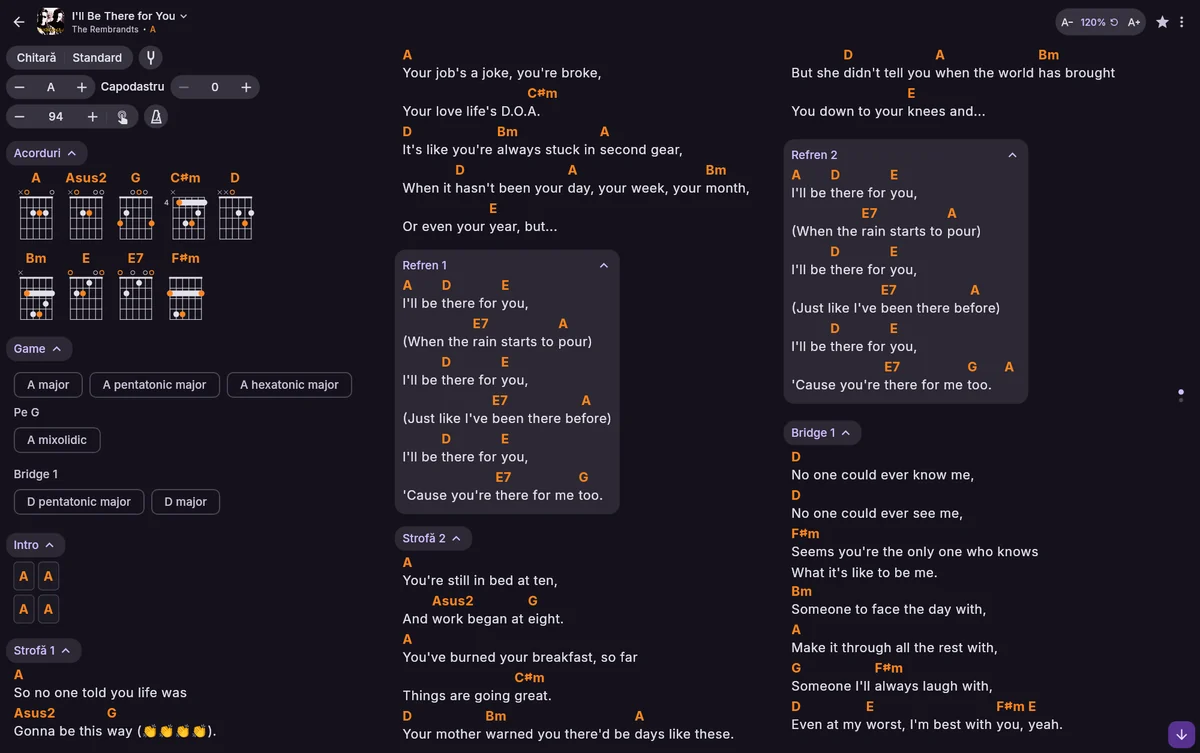 I'll Be There for You
The Rembrandts • A
A- 120% A+
Chitară Standard
− A + Capodastru − 0 +
− 94 +
Acorduri
A Asus2 G C#m D
4
Bm E E7 F#m
Game
A major A pentatonic major A hexatonic major
Pe G
A mixolidic
Bridge 1
D pentatonic major D major
Intro
A A
A A
Strofă 1
A
So no one told you life was
Asus2 G
Gonna be this way (👏👏👏👏).
A
Your job's a joke, you're broke,
C#m
Your love life's D.O.A.
D Bm A
It's like you're always stuck in second gear,
D A Bm
When it hasn't been your day, your week, your month,
E
Or even your year, but...
Refren 1
A D E
I'll be there for you,
E7 A
(When the rain starts to pour)
D E
I'll be there for you,
E7 A
(Just like I've been there before)
D E
I'll be there for you,
E7 G
'Cause you're there for me too.
Strofă 2
A
You're still in bed at ten,
Asus2 G
And work began at eight.
A
You've burned your breakfast, so far
C#m
Things are going great.
D Bm A
Your mother warned you there'd be days like these.
D A Bm
But she didn't tell you when the world has brought
E
You down to your knees and...
Refren 2
A D E
I'll be there for you,
E7 A
(When the rain starts to pour)
D E
I'll be there for you,
E7 A
(Just like I've been there before)
D E
I'll be there for you,
E7 G A
'Cause you're there for me too.
Bridge 1
D
No one could ever know me,
D
No one could ever see me,
F#m
Seems you're the only one who knows
What it's like to be me.
Bm
Someone to face the day with,
A
Make it through all the rest with,
G F#m
Someone I'll always laugh with,
D E F#m E
Even at my worst, I'm best with you, yeah.